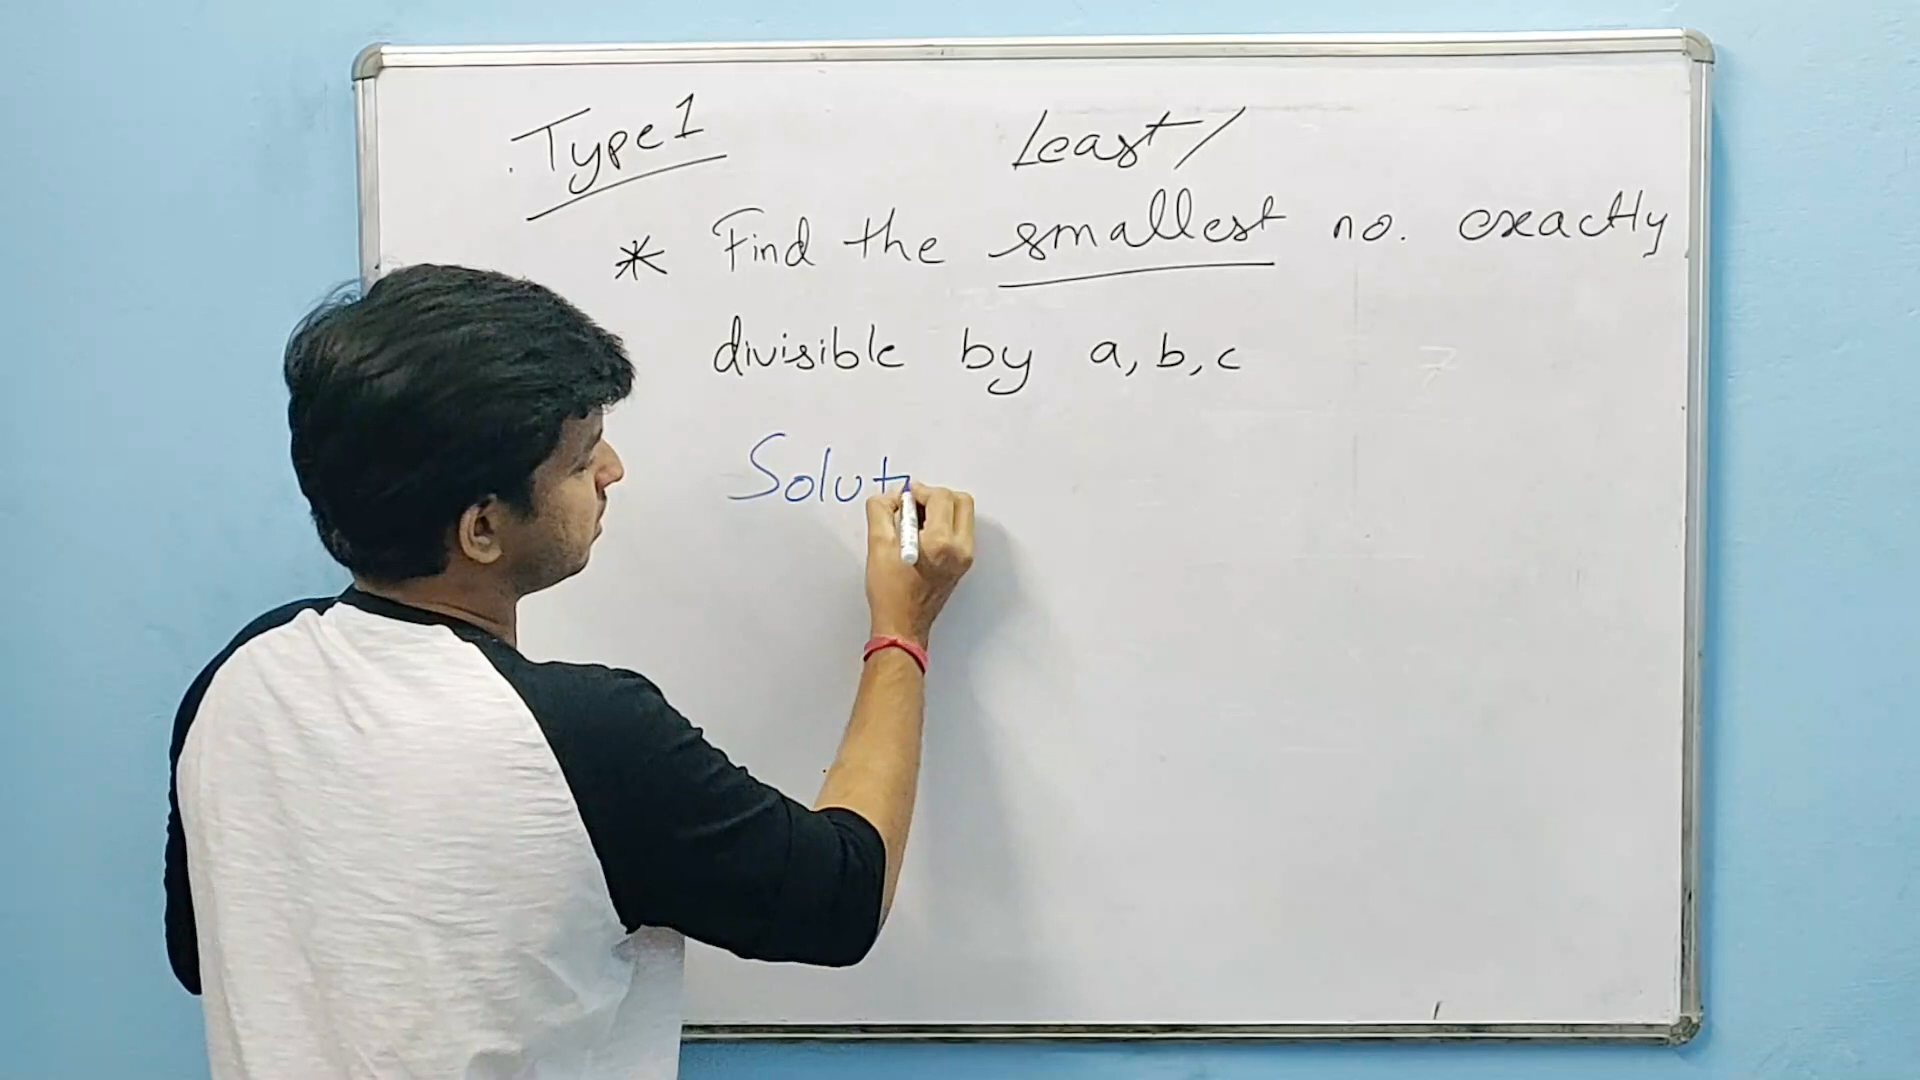 Type 1
Least/
* Find the smallest no. exactly
divisible by a, b, c
Solut